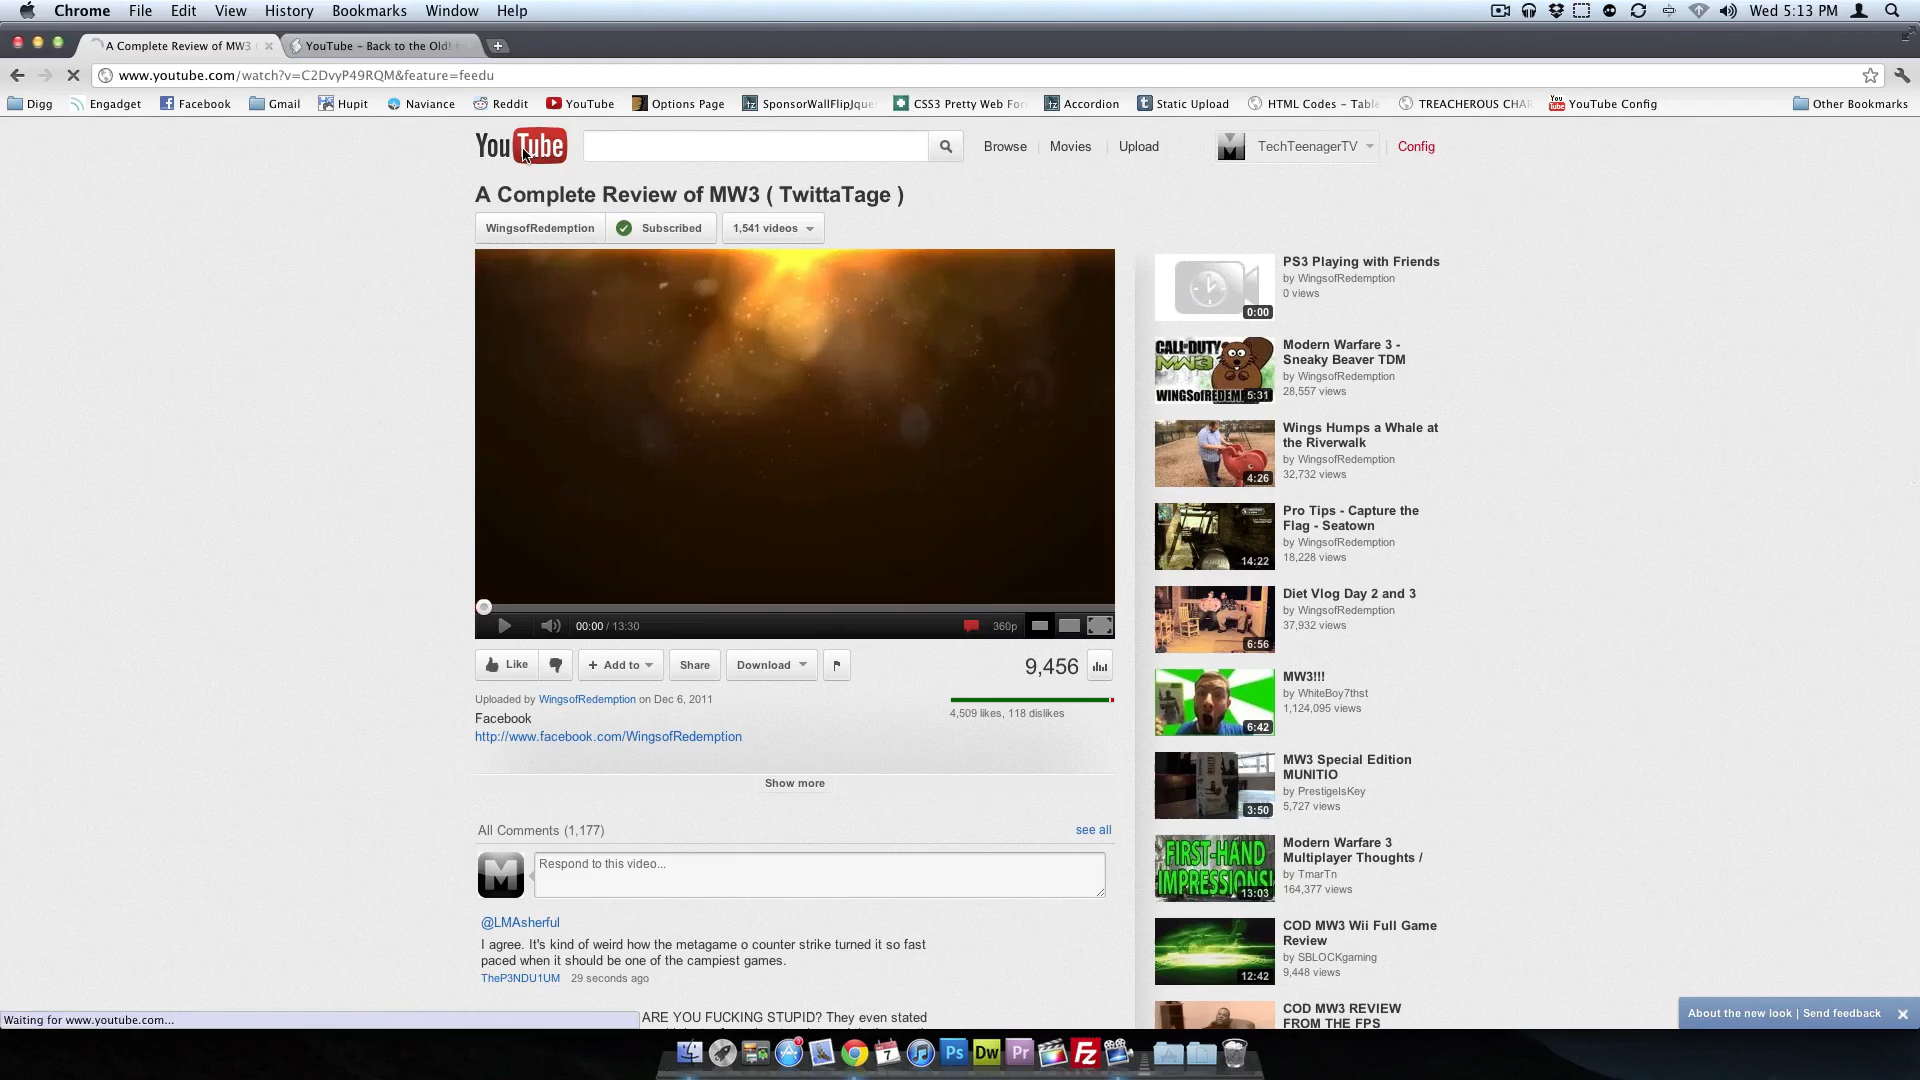 Chrome File Edit View History Bookmarks Window Help Wed 5:13 PM
A Complete Review of MW3 YouTube – Back to the Old!
www.youtube.com/watch?v=C2DvyP49RQM&feature=feedu
Digg Engadget Facebook Gmail Hupit Naviance Reddit YouTube Options Page SponsorWallFlipJque CSS3 Pretty Web For Accordion Static Upload HTML Codes – Table TREACHEROUS CHAR YouTube Config Other Bookmarks
YouTube Browse Movies Upload TechTeenagerTV Config
A Complete Review of MW3 ( TwittaTage )
WingsofRedemption Subscribed 1,541 videos
PS3 Playing with Friends
by WingsofRedemption
0 views
0:00
Modern Warfare 3 -
Sneaky Beaver TDM
by WingsofRedemption
28,557 views
CALL OF DUTY
MW3
WINGSofREDEM
5:31
Wings Humps a Whale at
the Riverwalk
by WingsofRedemption
32,732 views
4:26
Pro Tips - Capture the
Flag - Seatown
by WingsofRedemption
18,228 views
14:22
Diet Vlog Day 2 and 3
by WingsofRedemption
37,932 views
6:56
MW3!!!
by WhiteBoy7thst
1,124,095 views
6:42
MW3 Special Edition
MUNITIO
by PrestigeIsKey
5,727 views
3:50
Modern Warfare 3
Multiplayer Thoughts /
by TmarTn
164,377 views
FIRST-HAND
IMPRESSIONS
13:03
COD MW3 Wii Full Game
Review
by SBLOCKgaming
9,448 views
12:42
COD MW3 REVIEW
FROM THE FPS
00:00 / 13:30 360p
Like Add to Share Download 9,456
Uploaded by WingsofRedemption on Dec 6, 2011
4,509 likes, 118 dislikes
Facebook
http://www.facebook.com/WingsofRedemption
Show more
All Comments (1,177) see all
M
Respond to this video...
@LMAsherful
I agree. It's kind of weird how the metagame o counter strike turned it so fast
paced when it should be one of the campiest games.
TheP3NDU1UM 29 seconds ago
ARE YOU FUCKING STUPID? They even stated
Waiting for www.youtube.com...
About the new look | Send feedback
7 Ps Dw Pr Fz